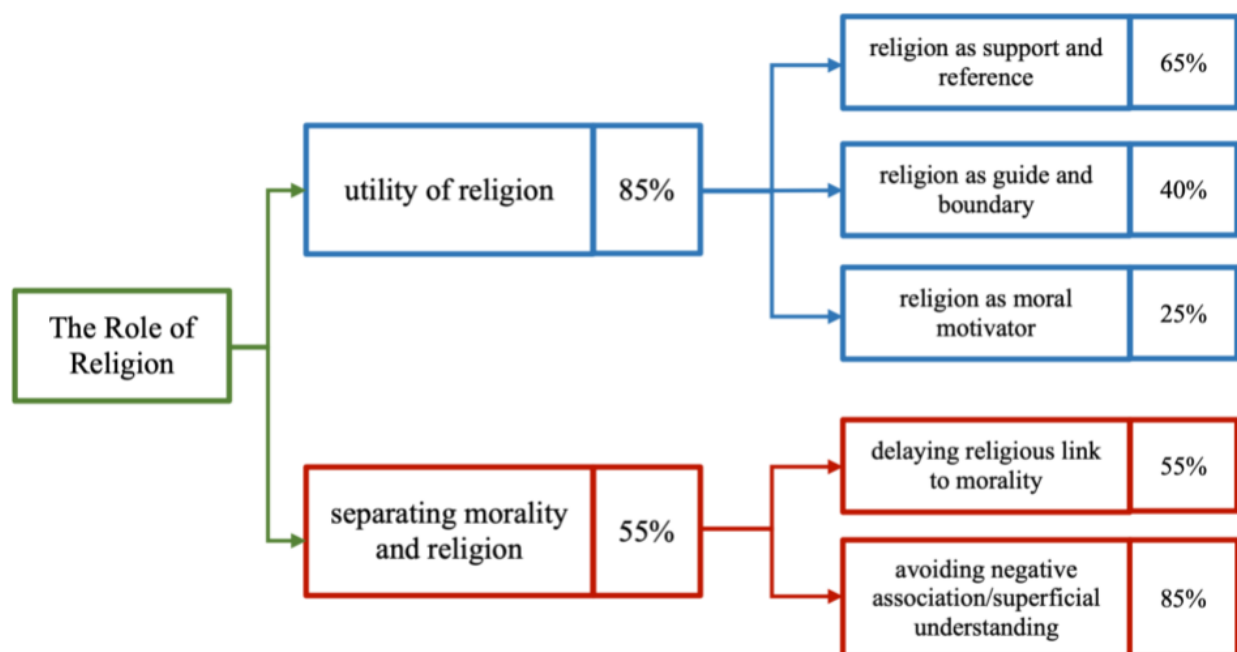 The Role of
Religion
utility of religion
85%
religion as support and
reference
65%
religion as guide and
boundary
40%
religion as moral
motivator
25%
separating morality
and religion
55%
delaying religious link
to morality
55%
avoiding negative
association/superficial
understanding
85%